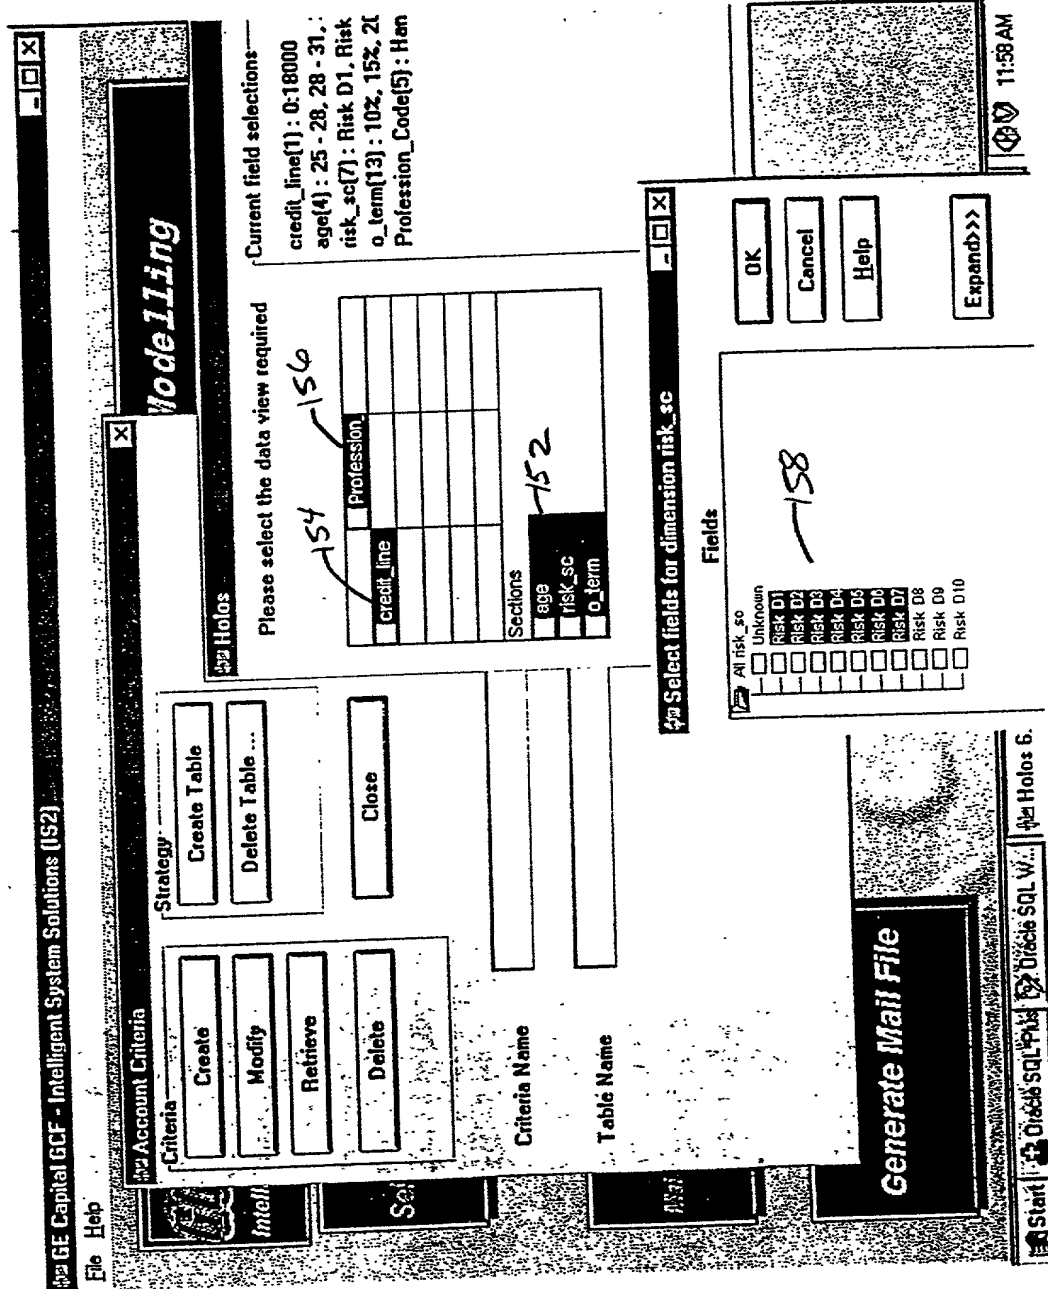 GE Capital GCF - Intelligent System Solutions (IS2)
File Help
Modelling
Account Criteria
Criteria
Create
Modify
Retrieve
Delete
Strategy
Create Table
Delete Table ...
Close
Criteria Name
Table Name
Holos
Please select the data view required
154
156
Profession
credit_line
Sections
152
age
risk_sc
o_term
Current field selections
credit_line[1] : 0:18000
age[4] : 25 - 28, 28 - 31, :
risk_sc[7] : Risk D1, Risk
o_term[13] : 10%, 15%, 2[
Profession_Code[5] : Han
Select fields for dimension risk_sc
Fields
All risk_sc
Unknown
Risk D1
Risk D2
Risk D3
Risk D4
Risk D5
Risk D6
Risk D7
Risk D8
Risk D9
Risk D10
158
OK
Cancel
Help
Expand>>>
Intelli
Sel
Generate Mail File
Start
Oracle SQL*Plus
Oracle SQL W...
Holos 6.
11:58 AM